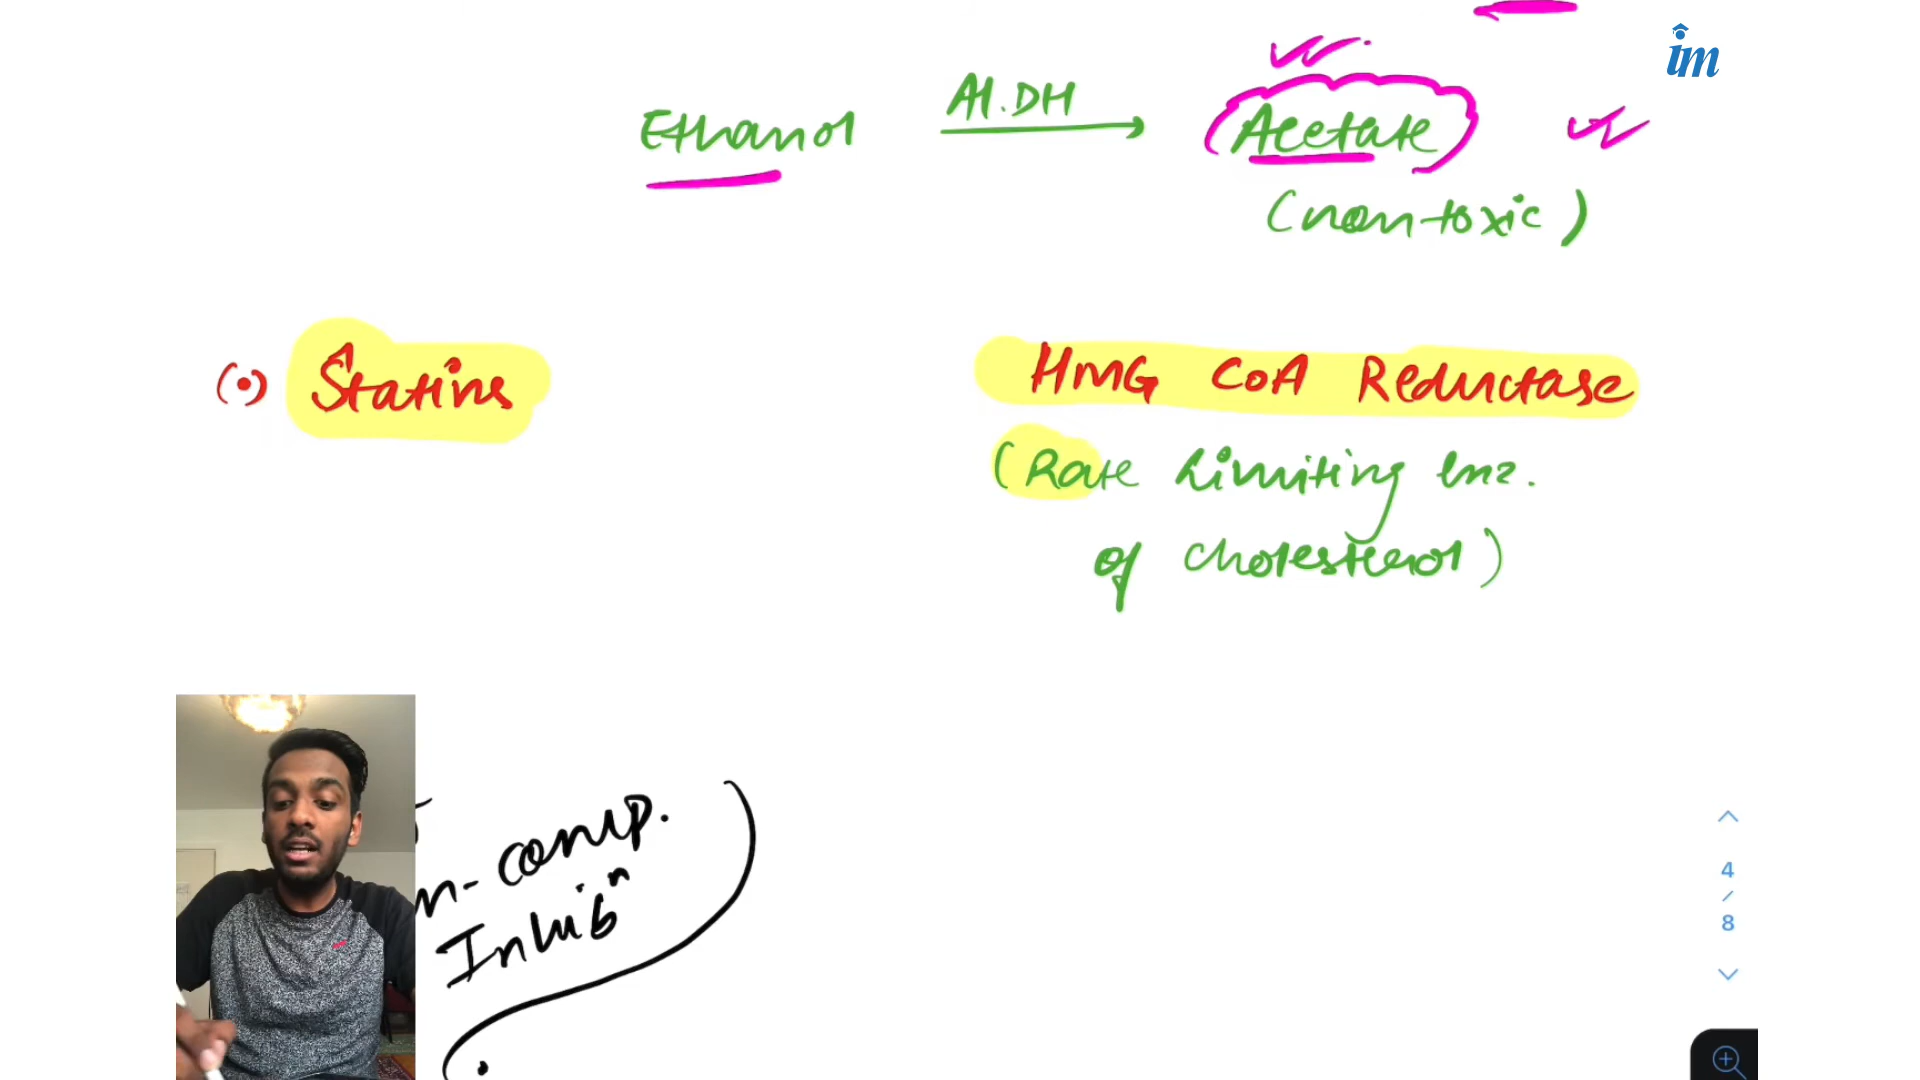 im
Al.DH
Ethanol
Acetate
(non-toxic)
(•) Statins
HMG CoA Reductase
(Rate Limiting enz.
of cholesterol)
n-comp.
Inhibⁿ
4
/
8